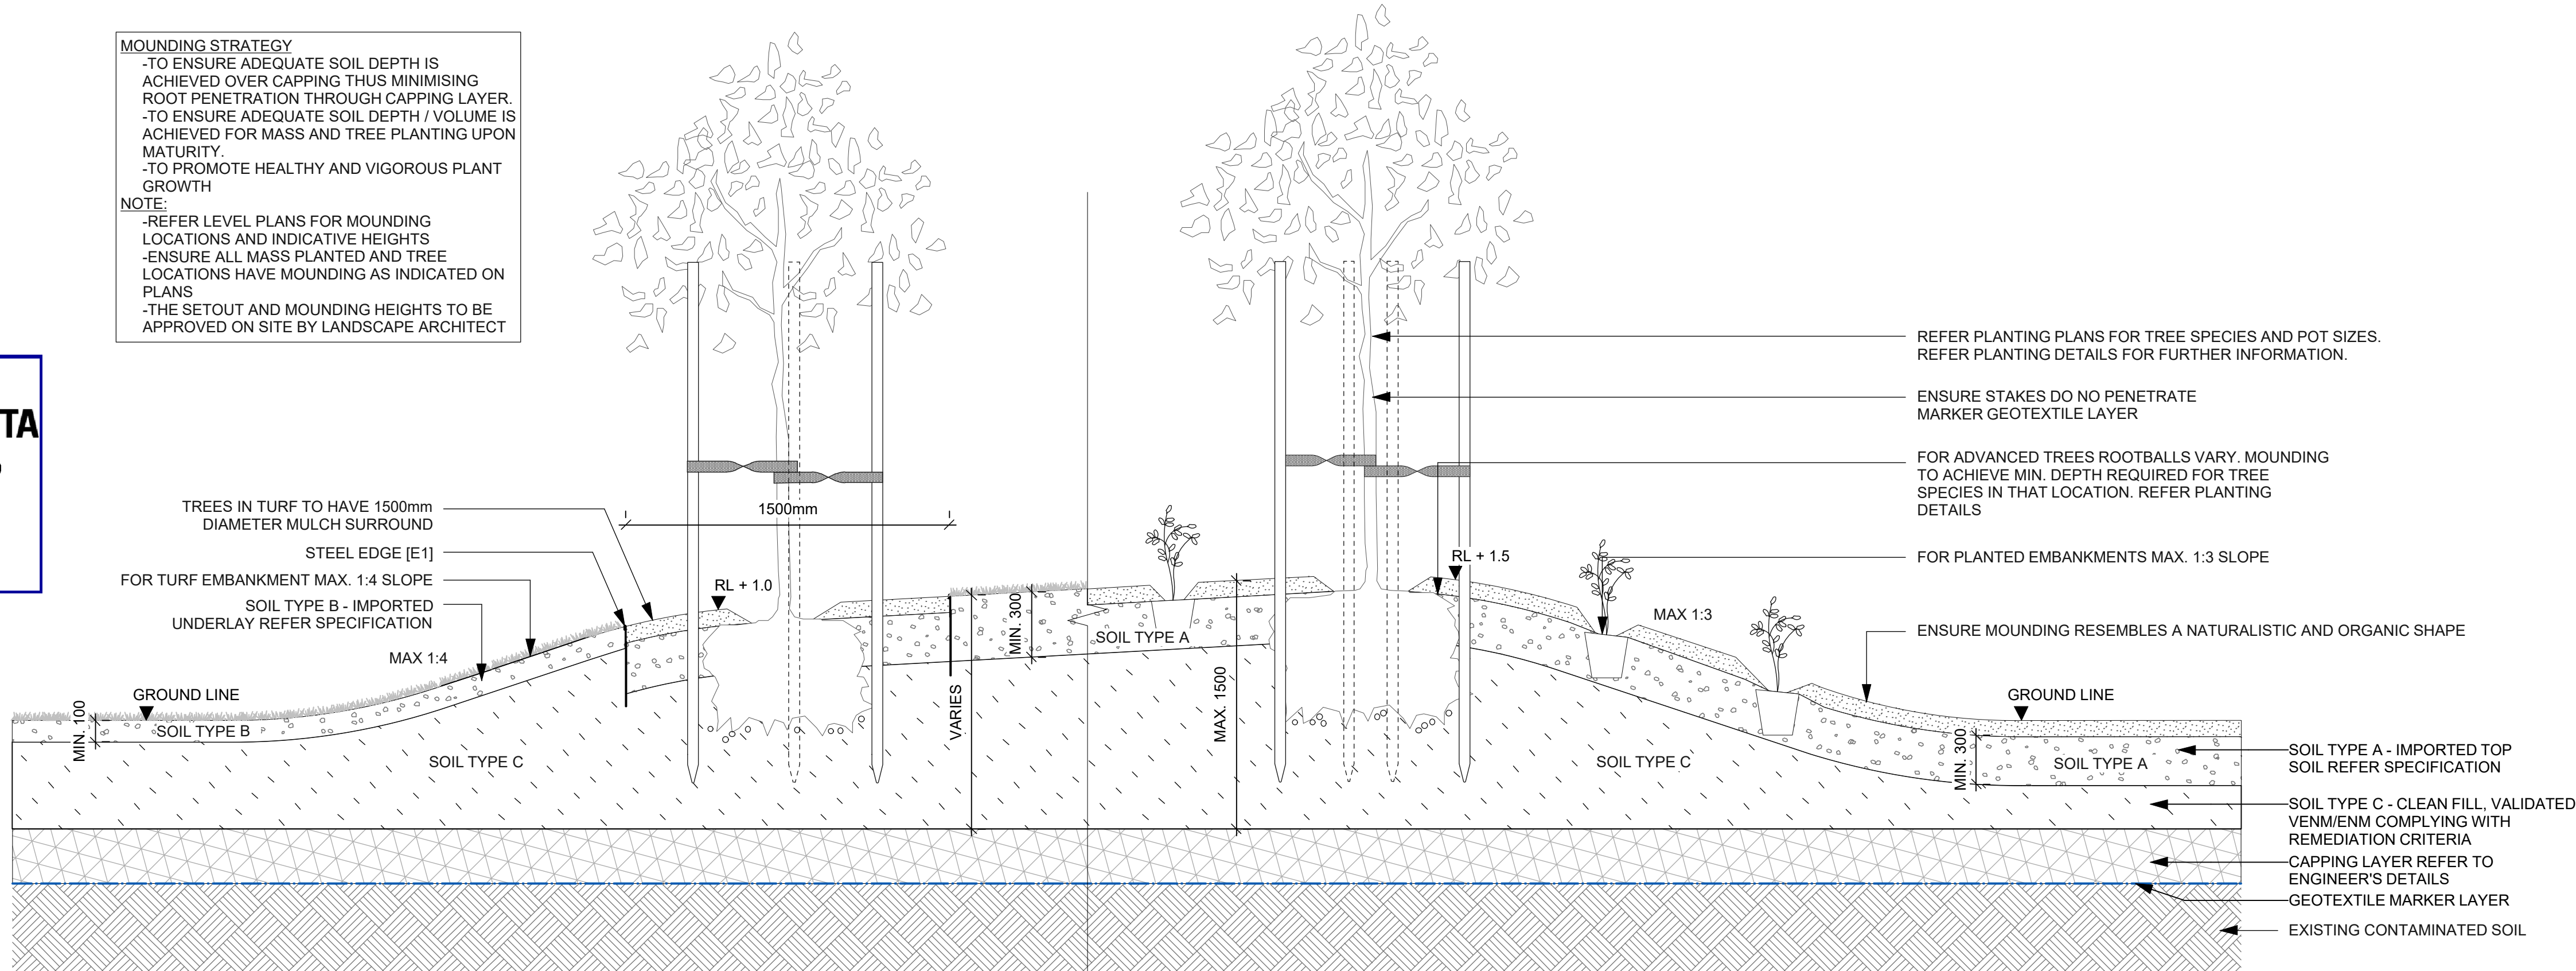 MOUNDING STRATEGY
-TO ENSURE ADEQUATE SOIL DEPTH IS
ACHIEVED OVER CAPPING THUS MINIMISING
ROOT PENETRATION THROUGH CAPPING LAYER.
-TO ENSURE ADEQUATE SOIL DEPTH / VOLUME IS
ACHIEVED FOR MASS AND TREE PLANTING UPON
MATURITY.
-TO PROMOTE HEALTHY AND VIGOROUS PLANT
GROWTH
NOTE:
-REFER LEVEL PLANS FOR MOUNDING
LOCATIONS AND INDICATIVE HEIGHTS
-ENSURE ALL MASS PLANTED AND TREE
LOCATIONS HAVE MOUNDING AS INDICATED ON
PLANS
-THE SETOUT AND MOUNDING HEIGHTS TO BE
APPROVED ON SITE BY LANDSCAPE ARCHITECT
TA
TREES IN TURF TO HAVE 1500mm
DIAMETER MULCH SURROUND
STEEL EDGE [E1]
FOR TURF EMBANKMENT MAX. 1:4 SLOPE
SOIL TYPE B - IMPORTED
UNDERLAY REFER SPECIFICATION
MAX 1:4
GROUND LINE
MIN. 100
SOIL TYPE B
SOIL TYPE C
1500mm
RL + 1.0
VARIES
MIN. 300
SOIL TYPE A
MAX. 1500
RL + 1.5
MAX 1:3
SOIL TYPE C
GROUND LINE
MIN. 300
SOIL TYPE A
REFER PLANTING PLANS FOR TREE SPECIES AND POT SIZES.
REFER PLANTING DETAILS FOR FURTHER INFORMATION.
ENSURE STAKES DO NO PENETRATE
MARKER GEOTEXTILE LAYER
FOR ADVANCED TREES ROOTBALLS VARY. MOUNDING
TO ACHIEVE MIN. DEPTH REQUIRED FOR TREE
SPECIES IN THAT LOCATION. REFER PLANTING
DETAILS
FOR PLANTED EMBANKMENTS MAX. 1:3 SLOPE
ENSURE MOUNDING RESEMBLES A NATURALISTIC AND ORGANIC SHAPE
SOIL TYPE A - IMPORTED TOP
SOIL REFER SPECIFICATION
SOIL TYPE C - CLEAN FILL, VALIDATED
VENM/ENM COMPLYING WITH
REMEDIATION CRITERIA
CAPPING LAYER REFER TO
ENGINEER'S DETAILS
GEOTEXTILE MARKER LAYER
EXISTING CONTAMINATED SOIL